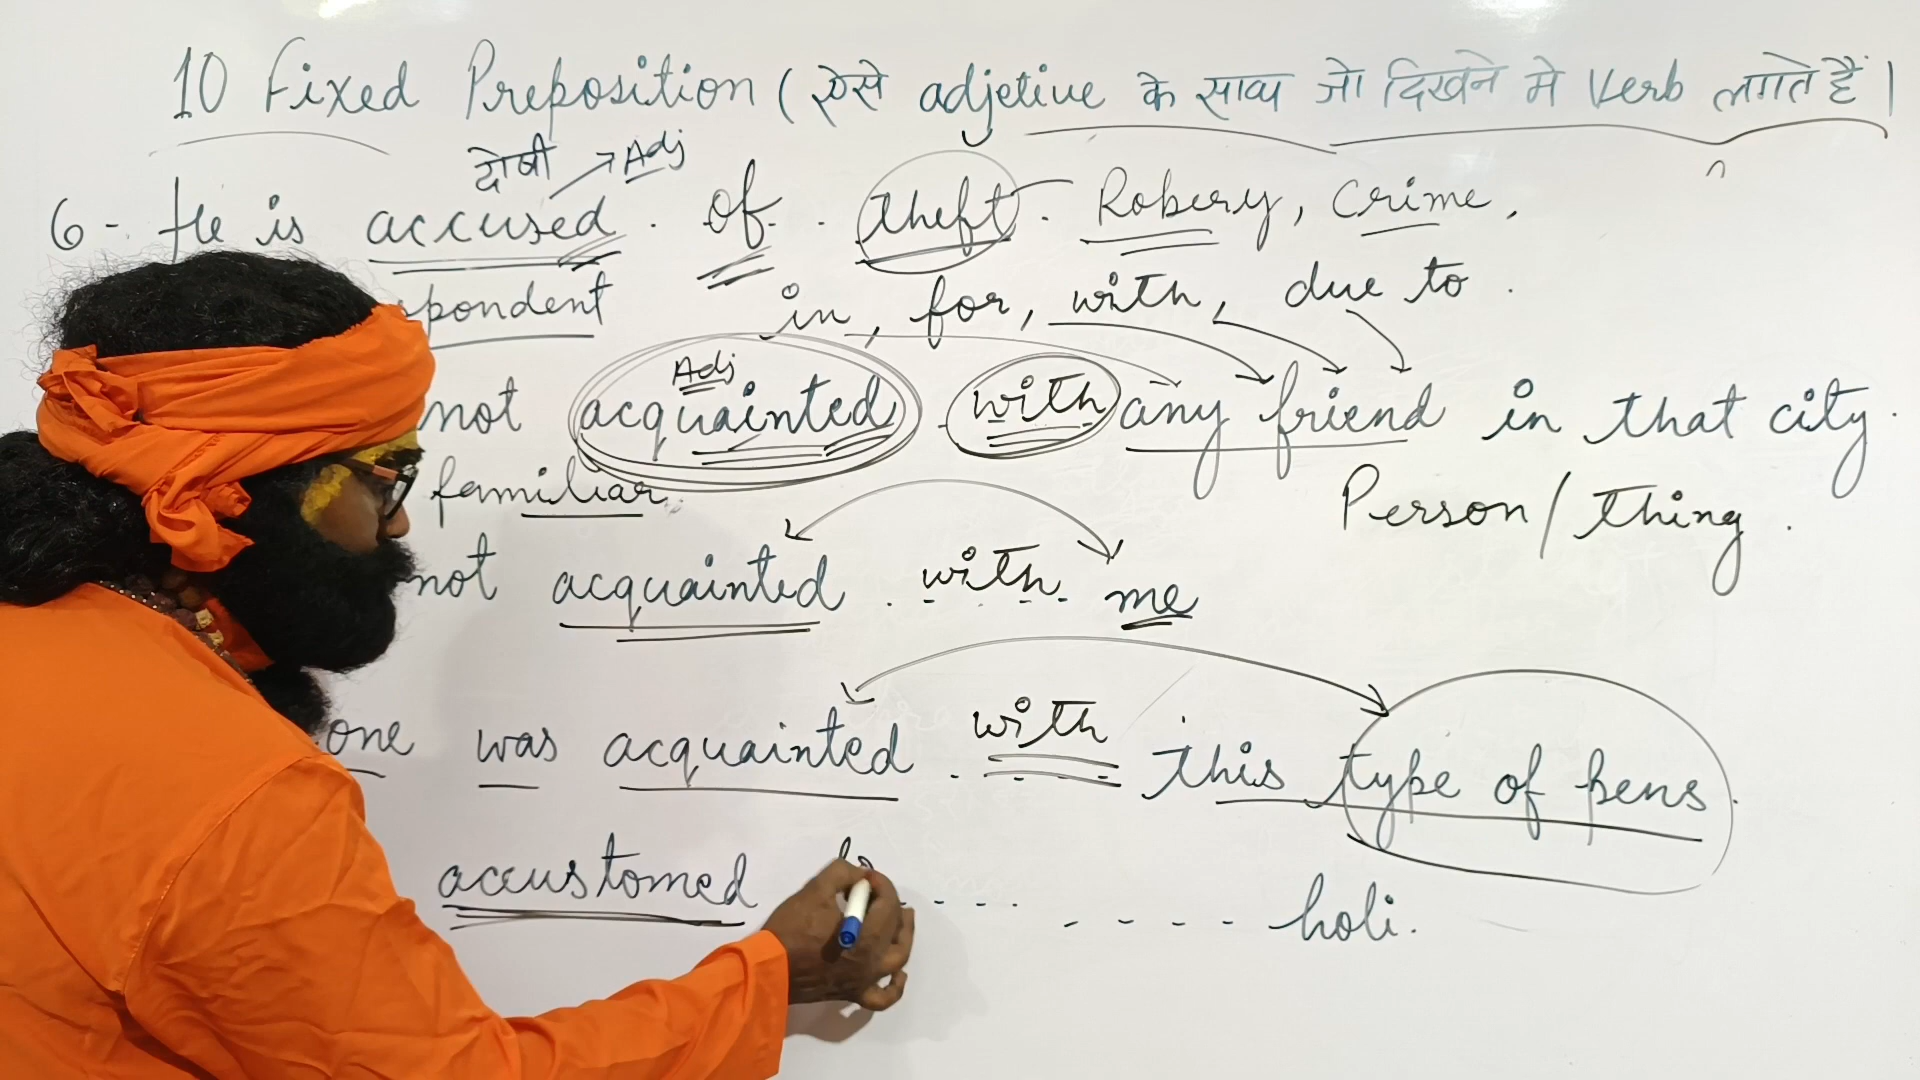 10 Fixed Preposition ( ऐसे adjetive के साथ जो दिखने मे Verb लगते हैं |
दोषी → Adj
6 - He is accused . of . theft . Robery, Crime,
spondent in, for, with, due to .
Adj
not acquainted with any friend in that city .
familiar Person / thing .
not acquainted . with me
one was acquainted . with this type of pens .
accustomed to holi .